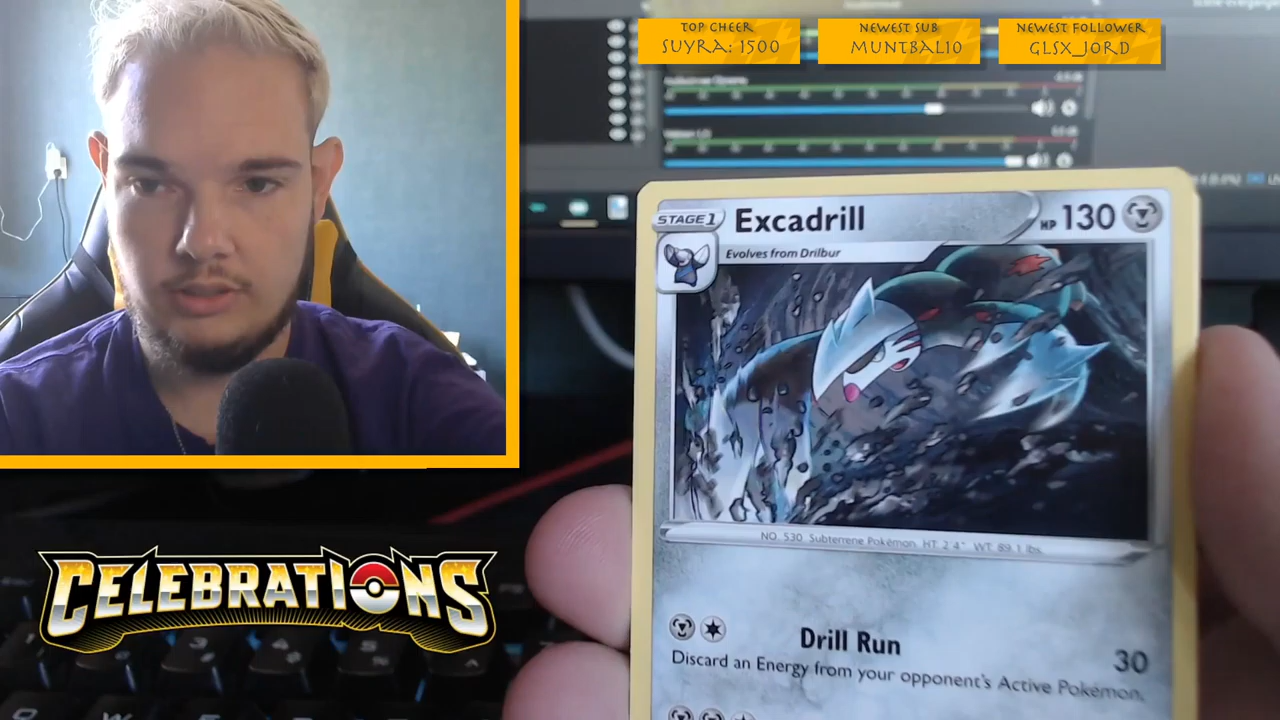 TOP CHEER
SUYRA: 1500
NEWEST SUB
MUNTBAL10
NEWEST FOLLOWER
GLSX_JORD
STAGE 1 Excadrill HP 130
Evolves from Drilbur
NO. 530 Subterrene Pokémon HT: 2'4" WT: 89.1 lbs.
Drill Run 30
Discard an Energy from your opponent's Active Pokémon.
CELEBRATIONS